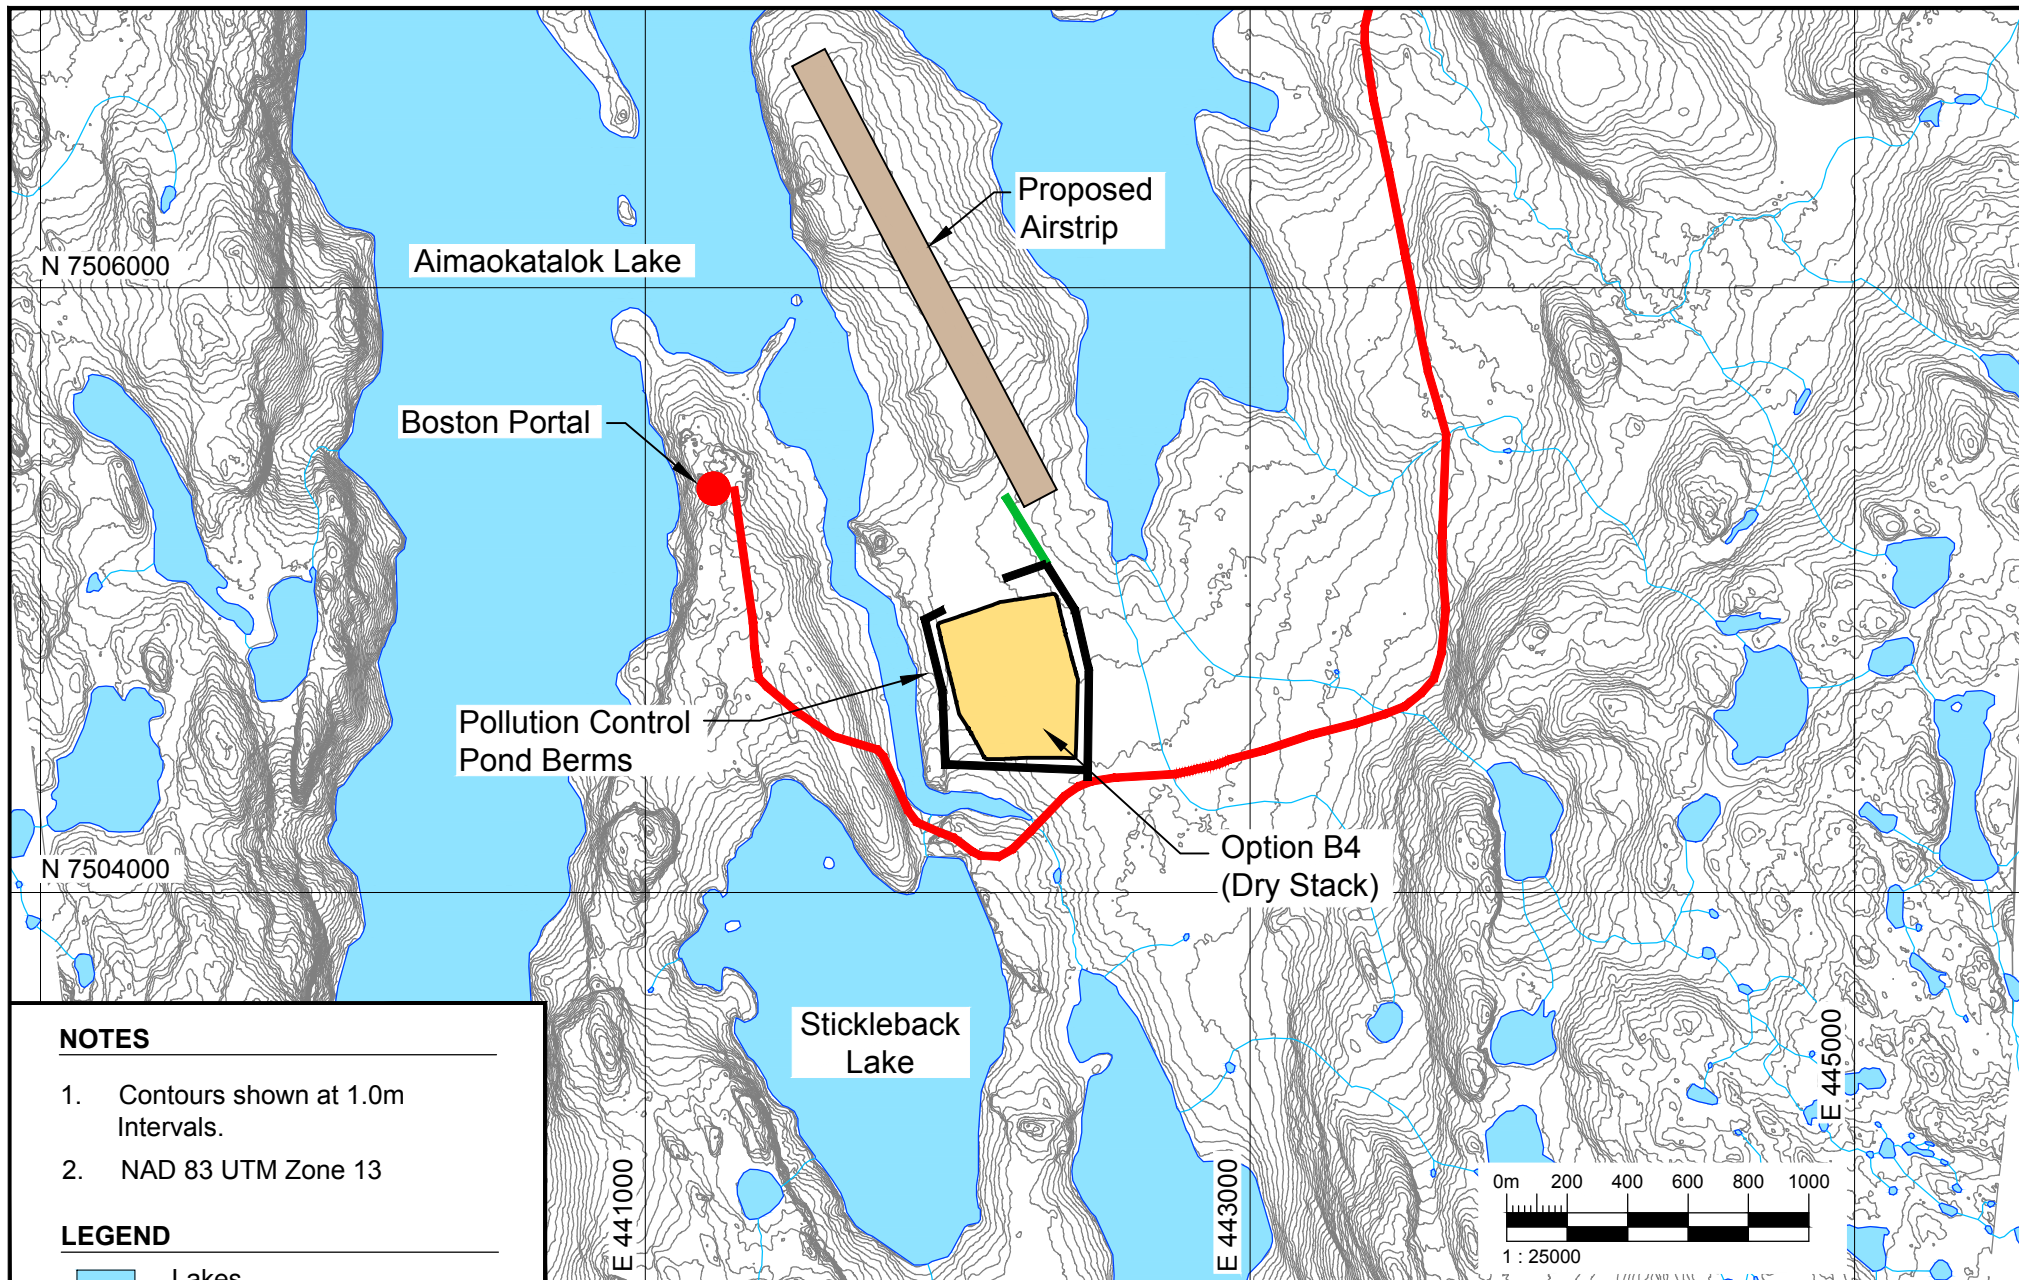 Proposed
Airstrip
N 7506000
Aimaokatalok Lake
Boston Portal
Pollution Control
Pond Berms
Option B4
(Dry Stack)
N 7504000
Stickleback
Lake
E 441000
E 443000
E 445000
NOTES
1. Contours shown at 1.0m
Intervals.
2. NAD 83 UTM Zone 13
LEGEND
Lakes
0m 200 400 600 800 1000
1 : 25000